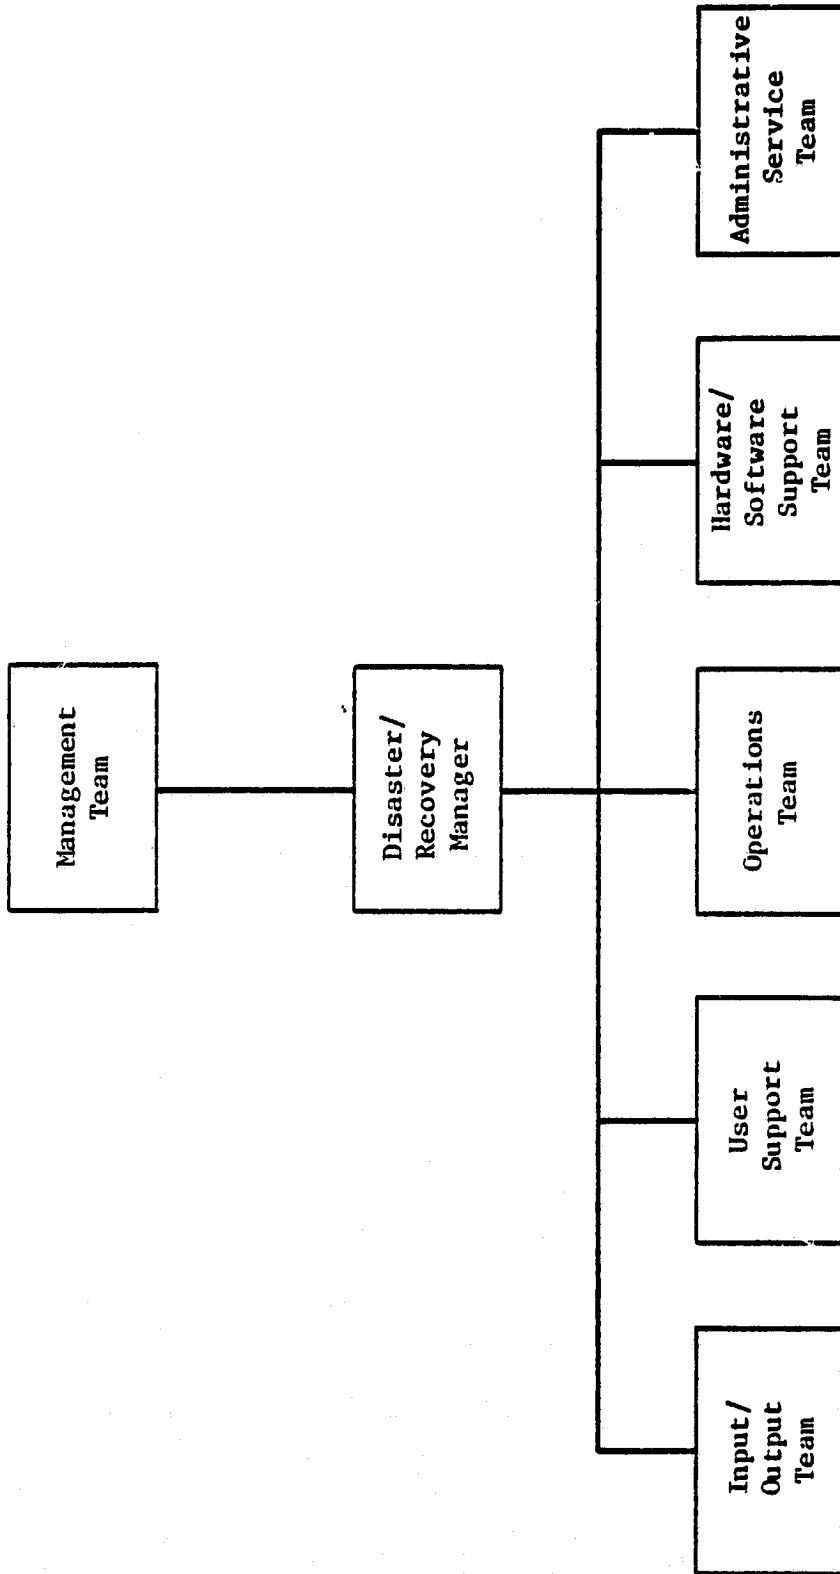 Management
Team
Disaster/
Recovery
Manager
Input/
Output
Team
User
Support
Team
Operations
Team
Hardware/
Software
Support
Team
Administrative
Service
Team